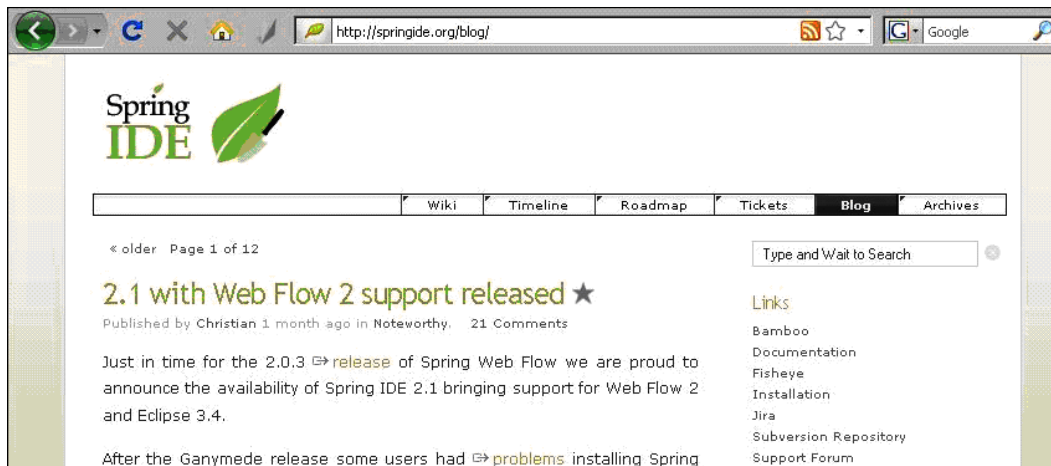 http://springide.org/blog/
G
Google
Spring
IDE
Wiki
Timeline
Roadmap
Tickets
Blog
Archives
« older Page 1 of 12
Type and Wait to Search
2.1 with Web Flow 2 support released ★
Published by Christian 1 month ago in Noteworthy. 21 Comments
Just in time for the 2.0.3 release of Spring Web Flow we are proud to
announce the availability of Spring IDE 2.1 bringing support for Web Flow 2
and Eclipse 3.4.
After the Ganymede release some users had problems installing Spring
Links
Bamboo
Documentation
Fisheye
Installation
Jira
Subversion Repository
Support Forum